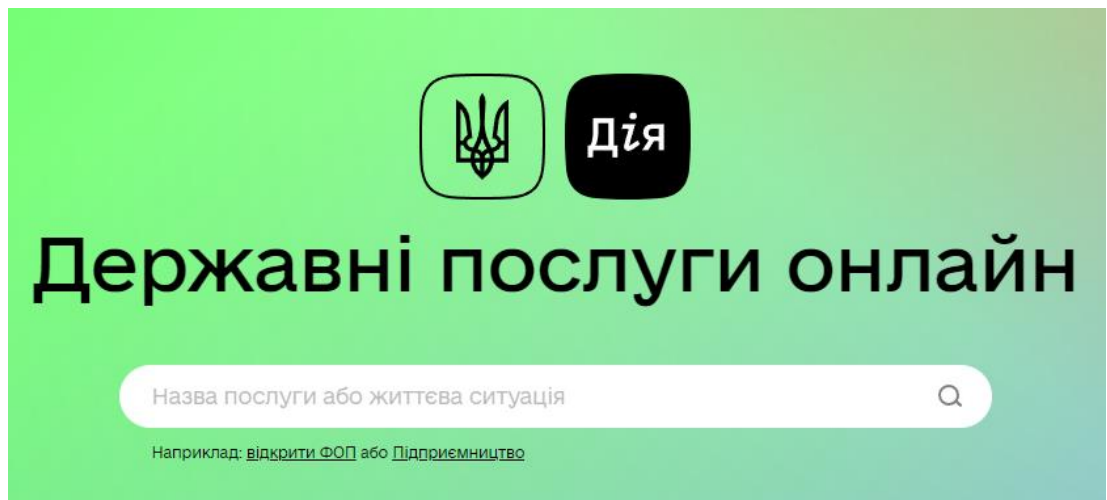 Дія
Державні послуги онлайн
Назва послуги або життєва ситуація
Наприклад: відкрити ФОП або Підприємництво